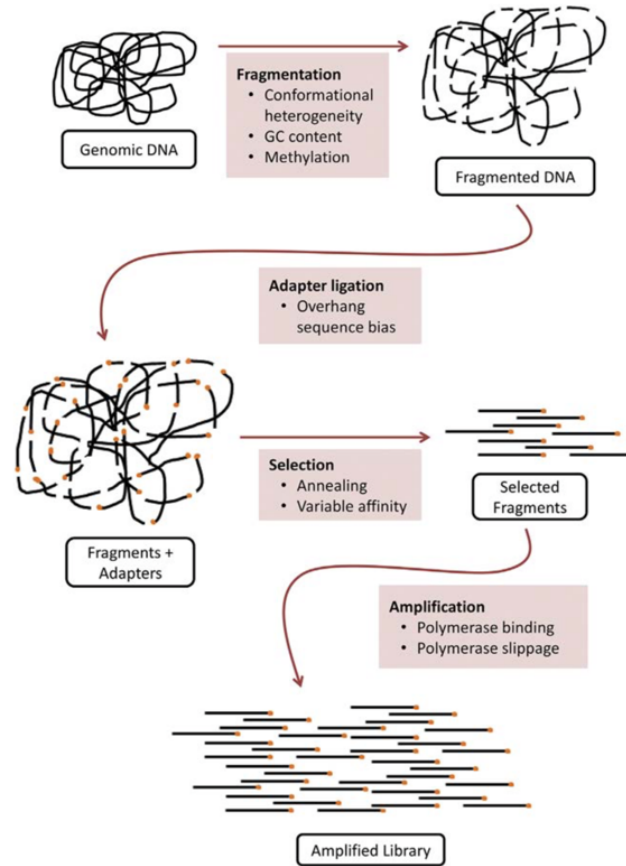 Genomic DNA
Fragmentation
• Conformational
heterogeneity
• GC content
• Methylation
Fragmented DNA
Adapter ligation
• Overhang
sequence bias
Fragments +
Adapters
Selection
• Annealing
• Variable affinity
Selected
Fragments
Amplification
• Polymerase binding
• Polymerase slippage
Amplified Library